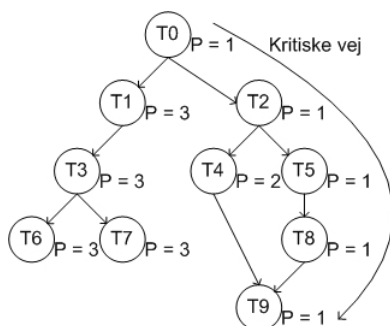 T0
P = 1
Kritiske vej
T1
P = 3
T2
P = 1
T3
P = 3
T4
P = 2
T5
P = 1
T6
P = 3
T7
P = 3
T8
P = 1
T9
P = 1